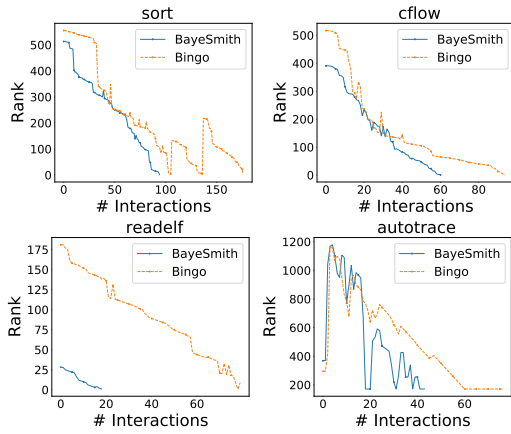 sort
BayeSmith
Bingo
Rank
500
400
300
200
100
0
0 50 100 150
# Interactions
cflow
BayeSmith
Bingo
Rank
500
400
300
200
100
0
0 20 40 60 80
# Interactions
readelf
BayeSmith
Bingo
Rank
175
150
125
100
75
50
25
0
0 20 40 60
# Interactions
autotrace
BayeSmith
Bingo
Rank
1200
1000
800
600
400
200
0 20 40 60
# Interactions